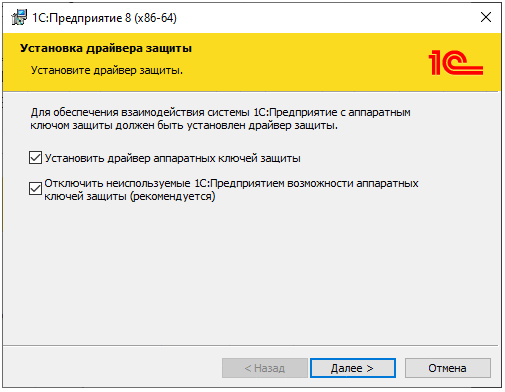 1С:Предприятие 8 (x86-64)
Установка драйвера защиты
Установите драйвер защиты.
1С
Для обеспечения взаимодействия системы 1С:Предприятие с аппаратным
ключом защиты должен быть установлен драйвер защиты.
Установить драйвер аппаратных ключей защиты
Отключить неиспользуемые 1С:Предприятием возможности аппаратных
ключей защиты (рекомендуется)
< Назад
Далее >
Отмена